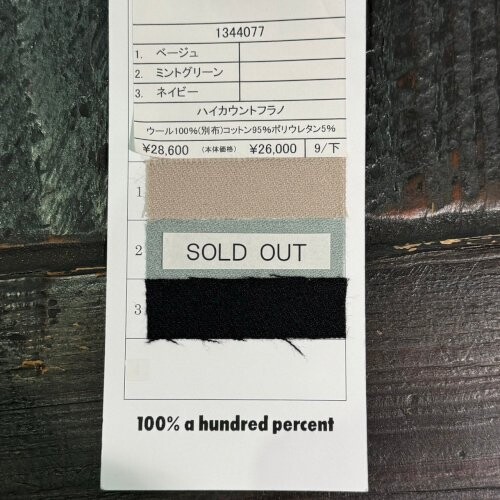 1344077
1. ベージュ
2. ミントグリーン
3. ネイビー
ハイカウントフラノ
ウール100%(別布)コットン95%ポリウレタン5%
¥28,600 (本体価格) ¥26,000 9/下
1
2 SOLD OUT
3
100% a hundred percent